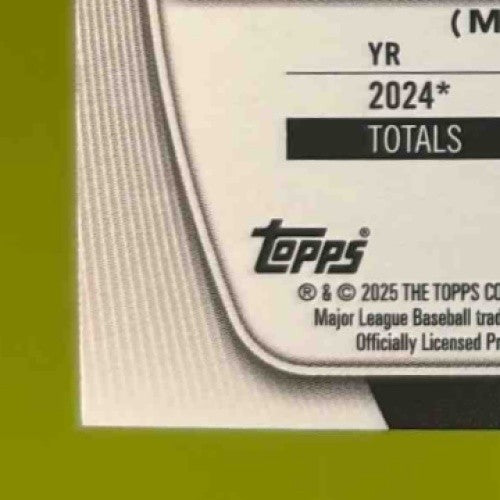 (M
YR
2024*
TOTALS
Topps®
® & © 2025 THE TOPPS CO
Major League Baseball trad
Officially Licensed Pr